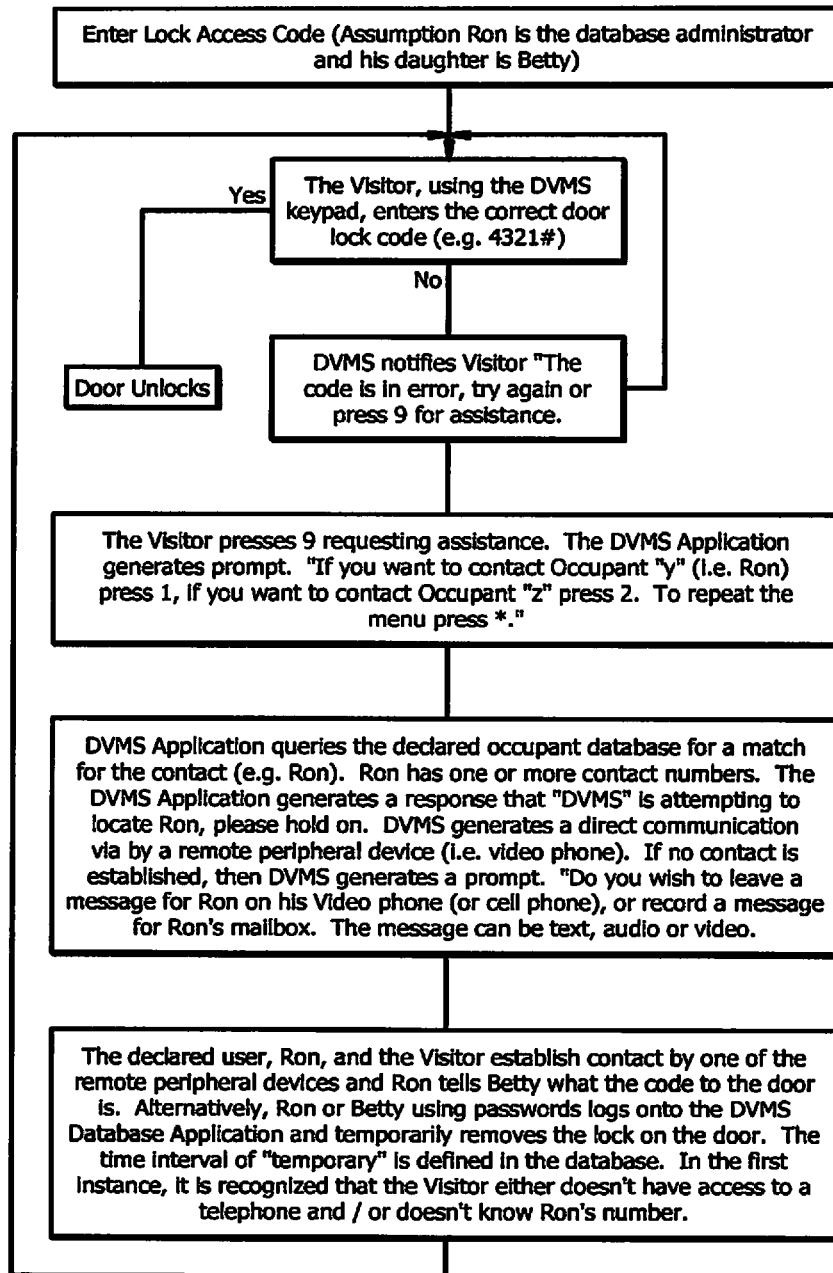 Enter Lock Access Code (Assumption Ron is the database administrator
and his daughter is Betty)
Yes
The Visitor, using the DVMS
keypad, enters the correct door
lock code (e.g. 4321#)
No
Door Unlocks
DVMS notifies Visitor "The
code is in error, try again or
press 9 for assistance.
The Visitor presses 9 requesting assistance. The DVMS Application
generates prompt. "If you want to contact Occupant "y" (i.e. Ron)
press 1, if you want to contact Occupant "z" press 2. To repeat the
menu press *."
DVMS Application queries the declared occupant database for a match
for the contact (e.g. Ron). Ron has one or more contact numbers. The
DVMS Application generates a response that "DVMS" is attempting to
locate Ron, please hold on. DVMS generates a direct communication
via by a remote peripheral device (i.e. video phone). If no contact is
established, then DVMS generates a prompt. "Do you wish to leave a
message for Ron on his Video phone (or cell phone), or record a message
for Ron's mailbox. The message can be text, audio or video.
The declared user, Ron, and the Visitor establish contact by one of the
remote peripheral devices and Ron tells Betty what the code to the door
is. Alternatively, Ron or Betty using passwords logs onto the DVMS
Database Application and temporarily removes the lock on the door. The
time interval of "temporary" is defined in the database. In the first
instance, it is recognized that the Visitor either doesn't have access to a
telephone and / or doesn't know Ron's number.